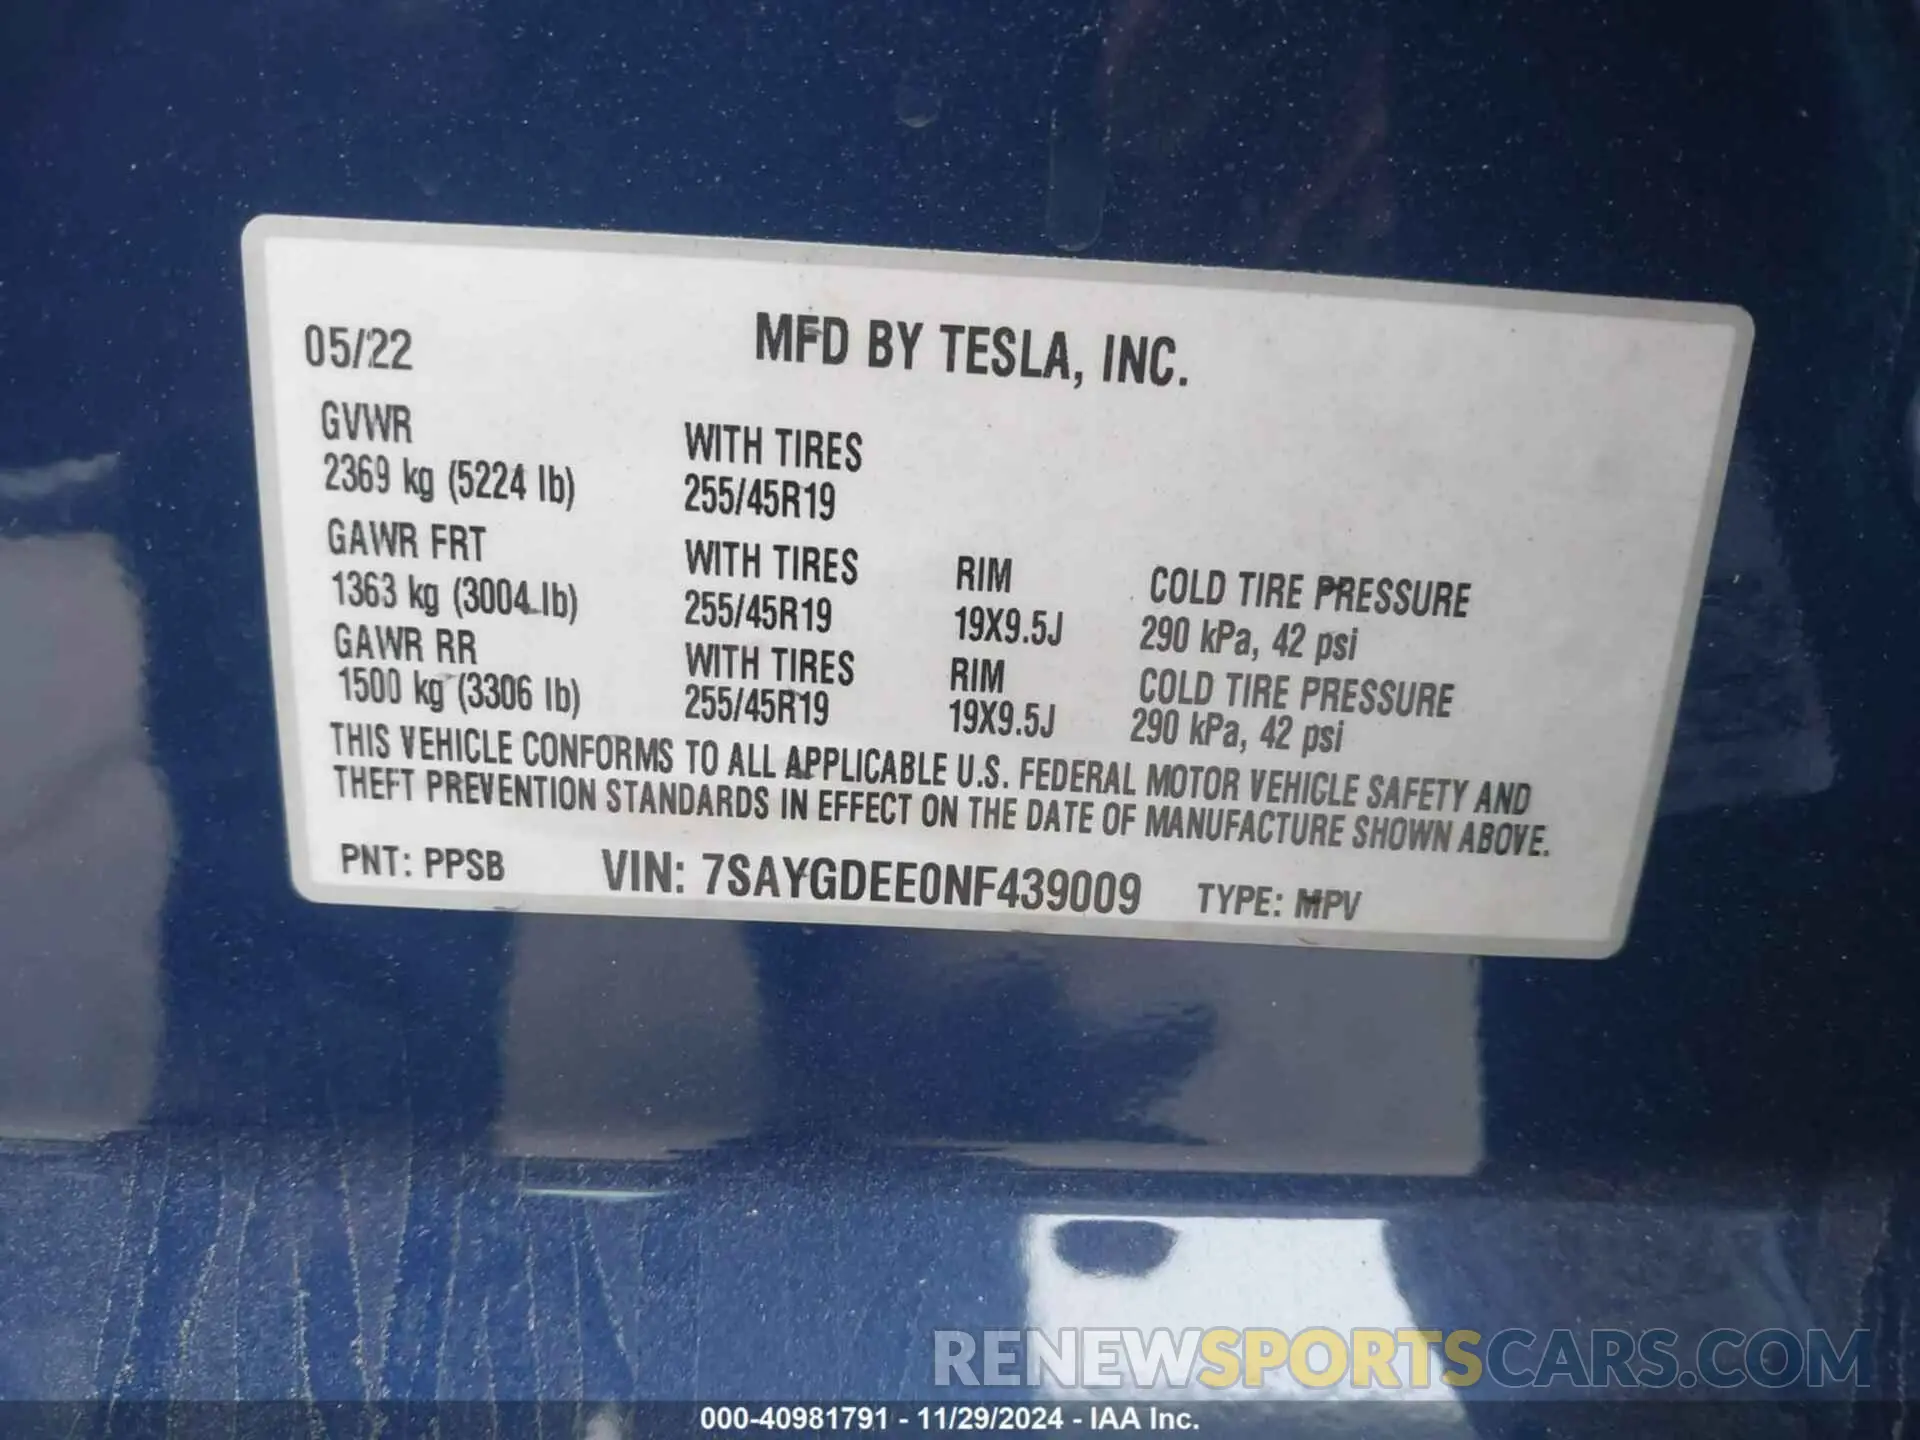 05/22 MFD BY TESLA, INC.
GVWR WITH TIRES
2369 kg (5224 lb) 255/45R19
GAWR FRT WITH TIRES RIM COLD TIRE PRESSURE
1363 kg (3004 lb) 255/45R19 19X9.5J 290 kPa, 42 psi
GAWR RR WITH TIRES RIM COLD TIRE PRESSURE
1500 kg (3306 lb) 255/45R19 19X9.5J 290 kPa, 42 psi
THIS VEHICLE CONFORMS TO ALL APPLICABLE U.S. FEDERAL MOTOR VEHICLE SAFETY AND
THEFT PREVENTION STANDARDS IN EFFECT ON THE DATE OF MANUFACTURE SHOWN ABOVE.
PNT: PPSB VIN: 7SAYGDEE0NF439009 TYPE: MPV
RENEWSPORTSCARS.COM
000-40981791 - 11/29/2024 - IAA Inc.